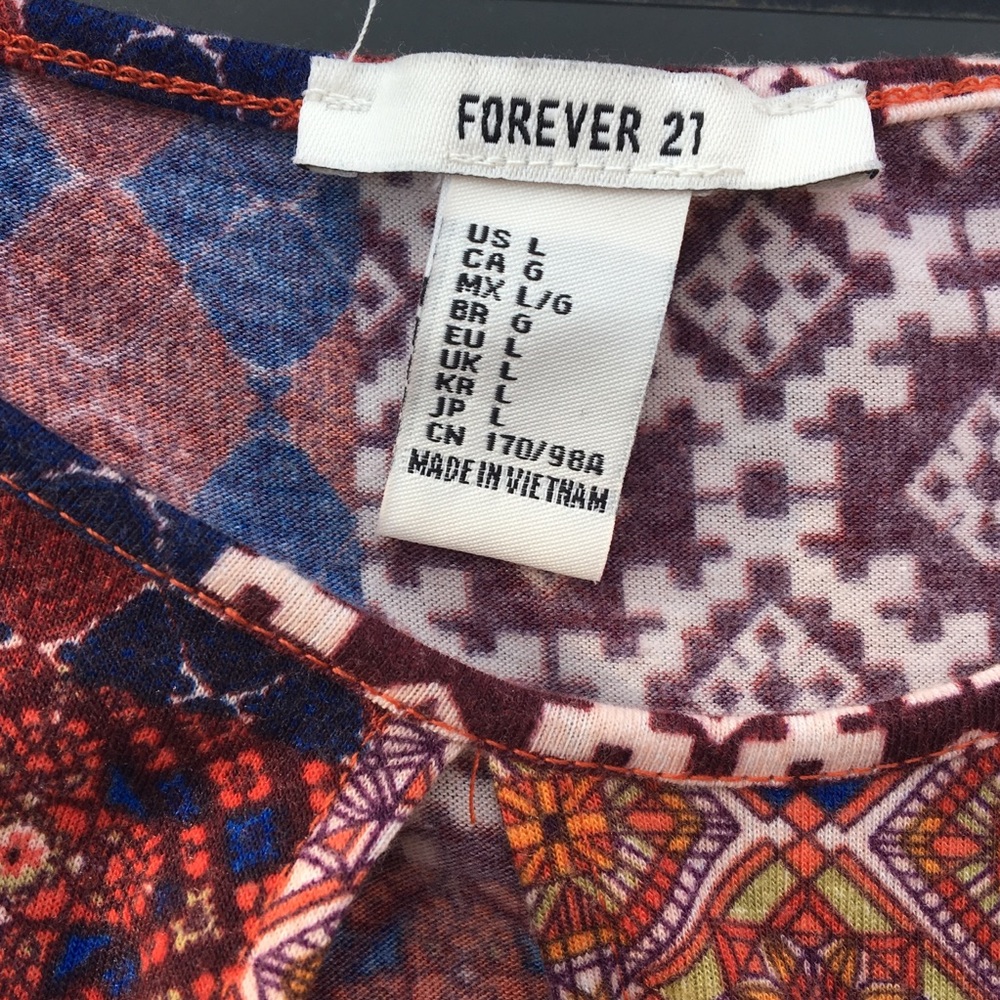 FOREVER 21
US L
CA G
MX L/G
BR G
EU L
UK L
KR L
JP L
CN 170/98A
MADE IN VIETNAM